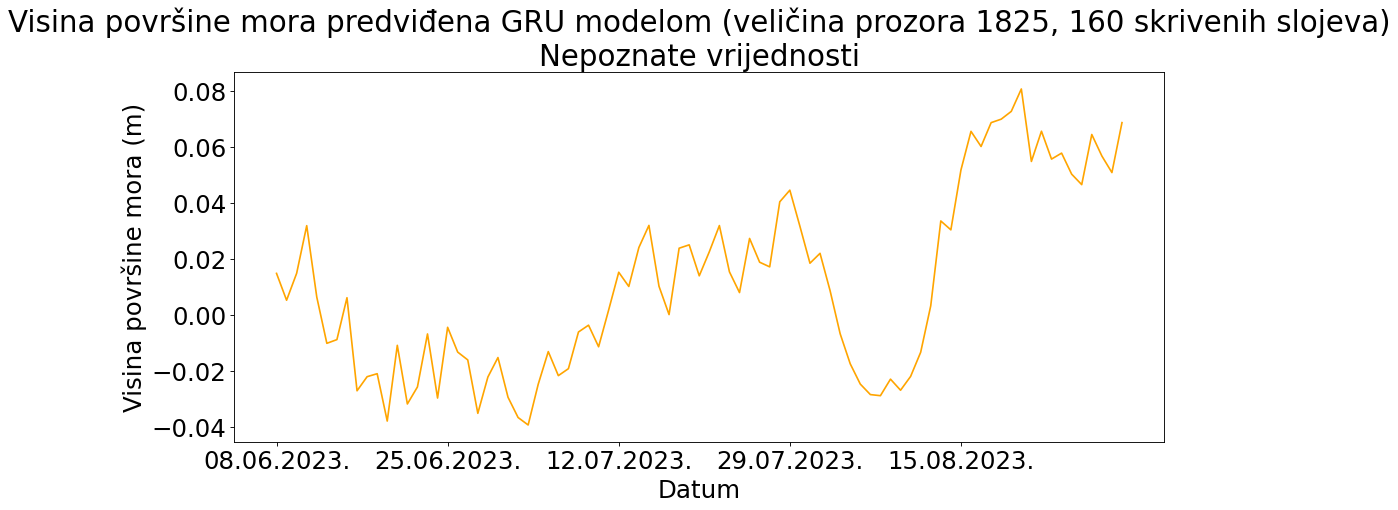 Visina površine mora predviđena GRU modelom (veličina prozora 1825, 160 skrivenih slojeva)
Nepoznate vrijednosti
Visina površine mora (m)
0.08
0.06
0.04
0.02
0.00
−0.02
−0.04
08.06.2023. 25.06.2023. 12.07.2023. 29.07.2023. 15.08.2023.
Datum